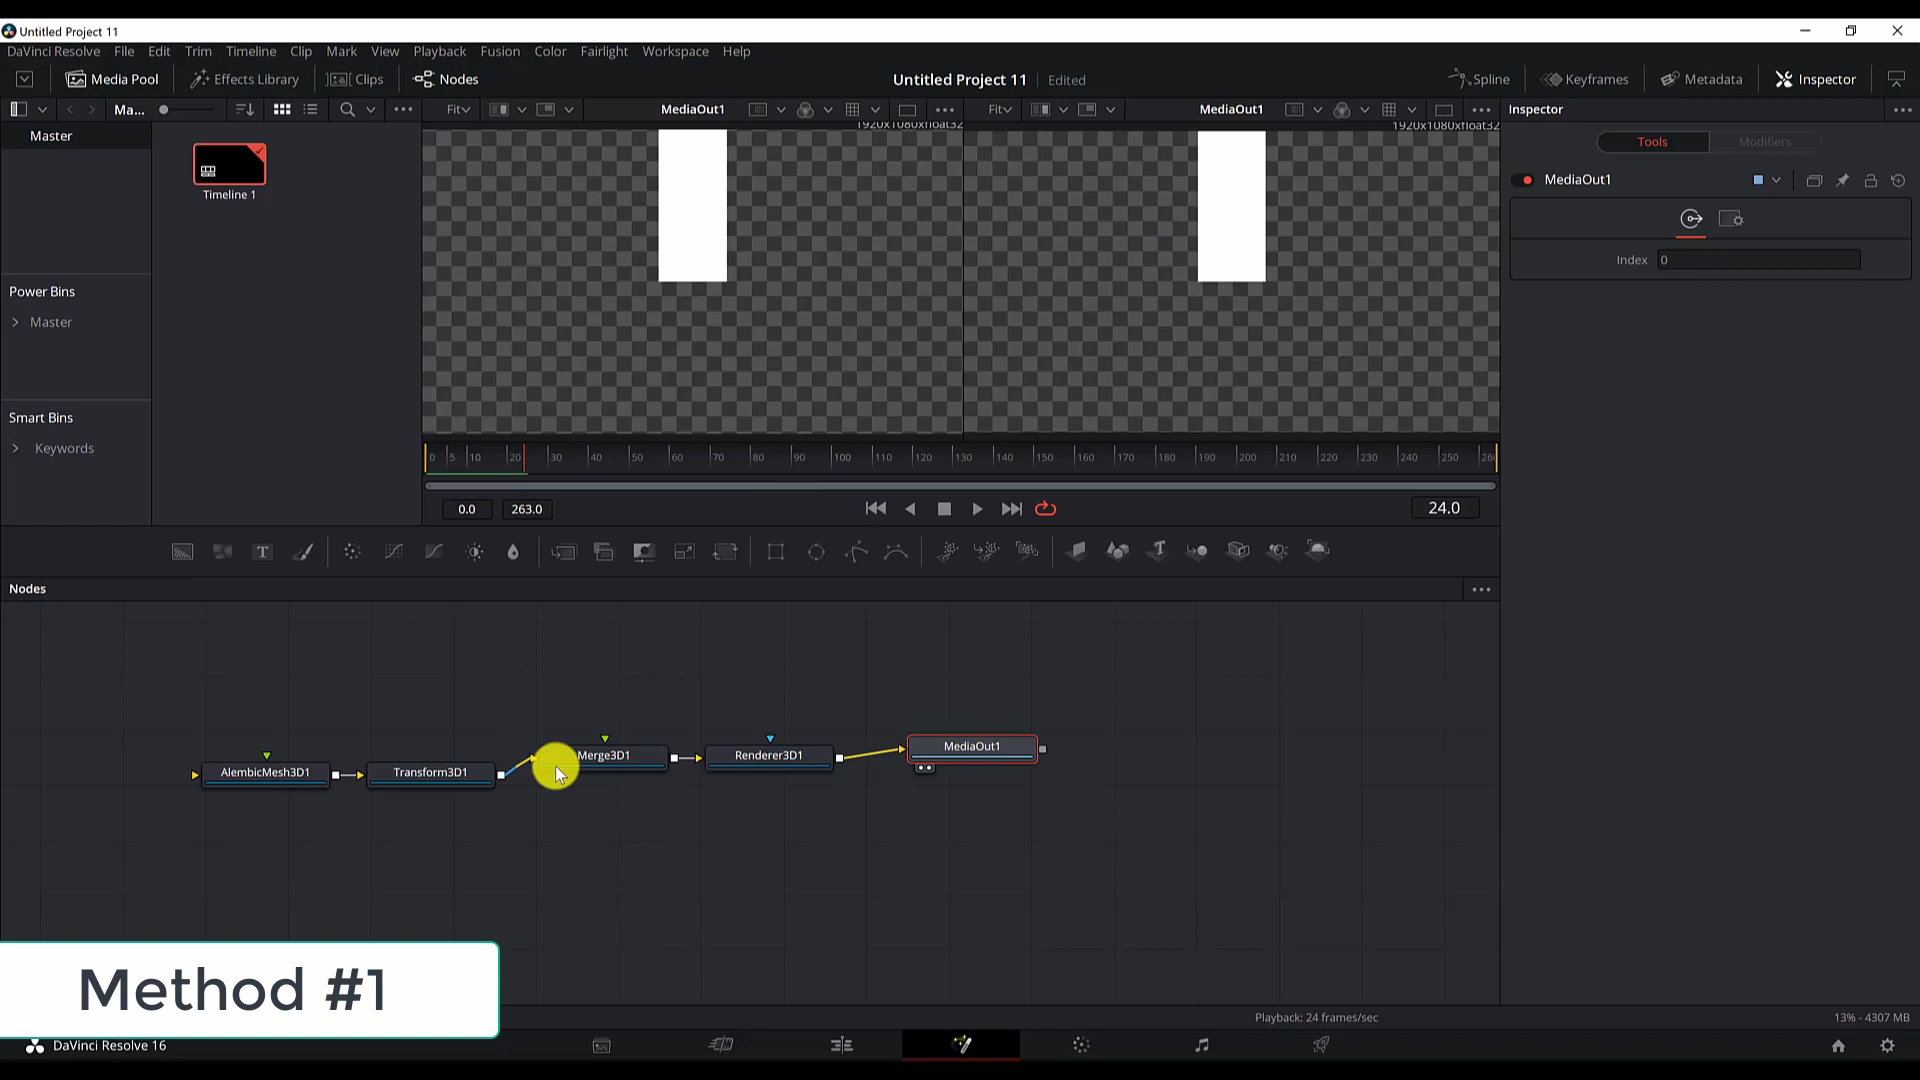 Untitled Project 11
DaVinci Resolve File Edit Trim Timeline Clip Mark View Playback Fusion Color Fairlight Workspace Help
Media Pool Effects Library Clips Nodes Untitled Project 11 Edited Spline Keyframes Metadata Inspector
Ma... Fit MediaOut1 Fit MediaOut1 Inspector
1920x1080xfloat32 1920x1080xfloat32
Master
Tools Modifiers
MediaOut1
Timeline 1
Index 0
Power Bins
Master
Smart Bins
Keywords
0 5 10 20 30 40 50 60 70 80 90 100 110 120 130 140 150 160 170 180 190 200 210 220 230 240 250 26
0.0 263.0 24.0
T T
Nodes
MediaOut1
Merge3D1 Renderer3D1
AlembicMesh3D1 Transform3D1
Method #1
Playback: 24 frames/sec 13% - 4307 MB
DaVinci Resolve 16